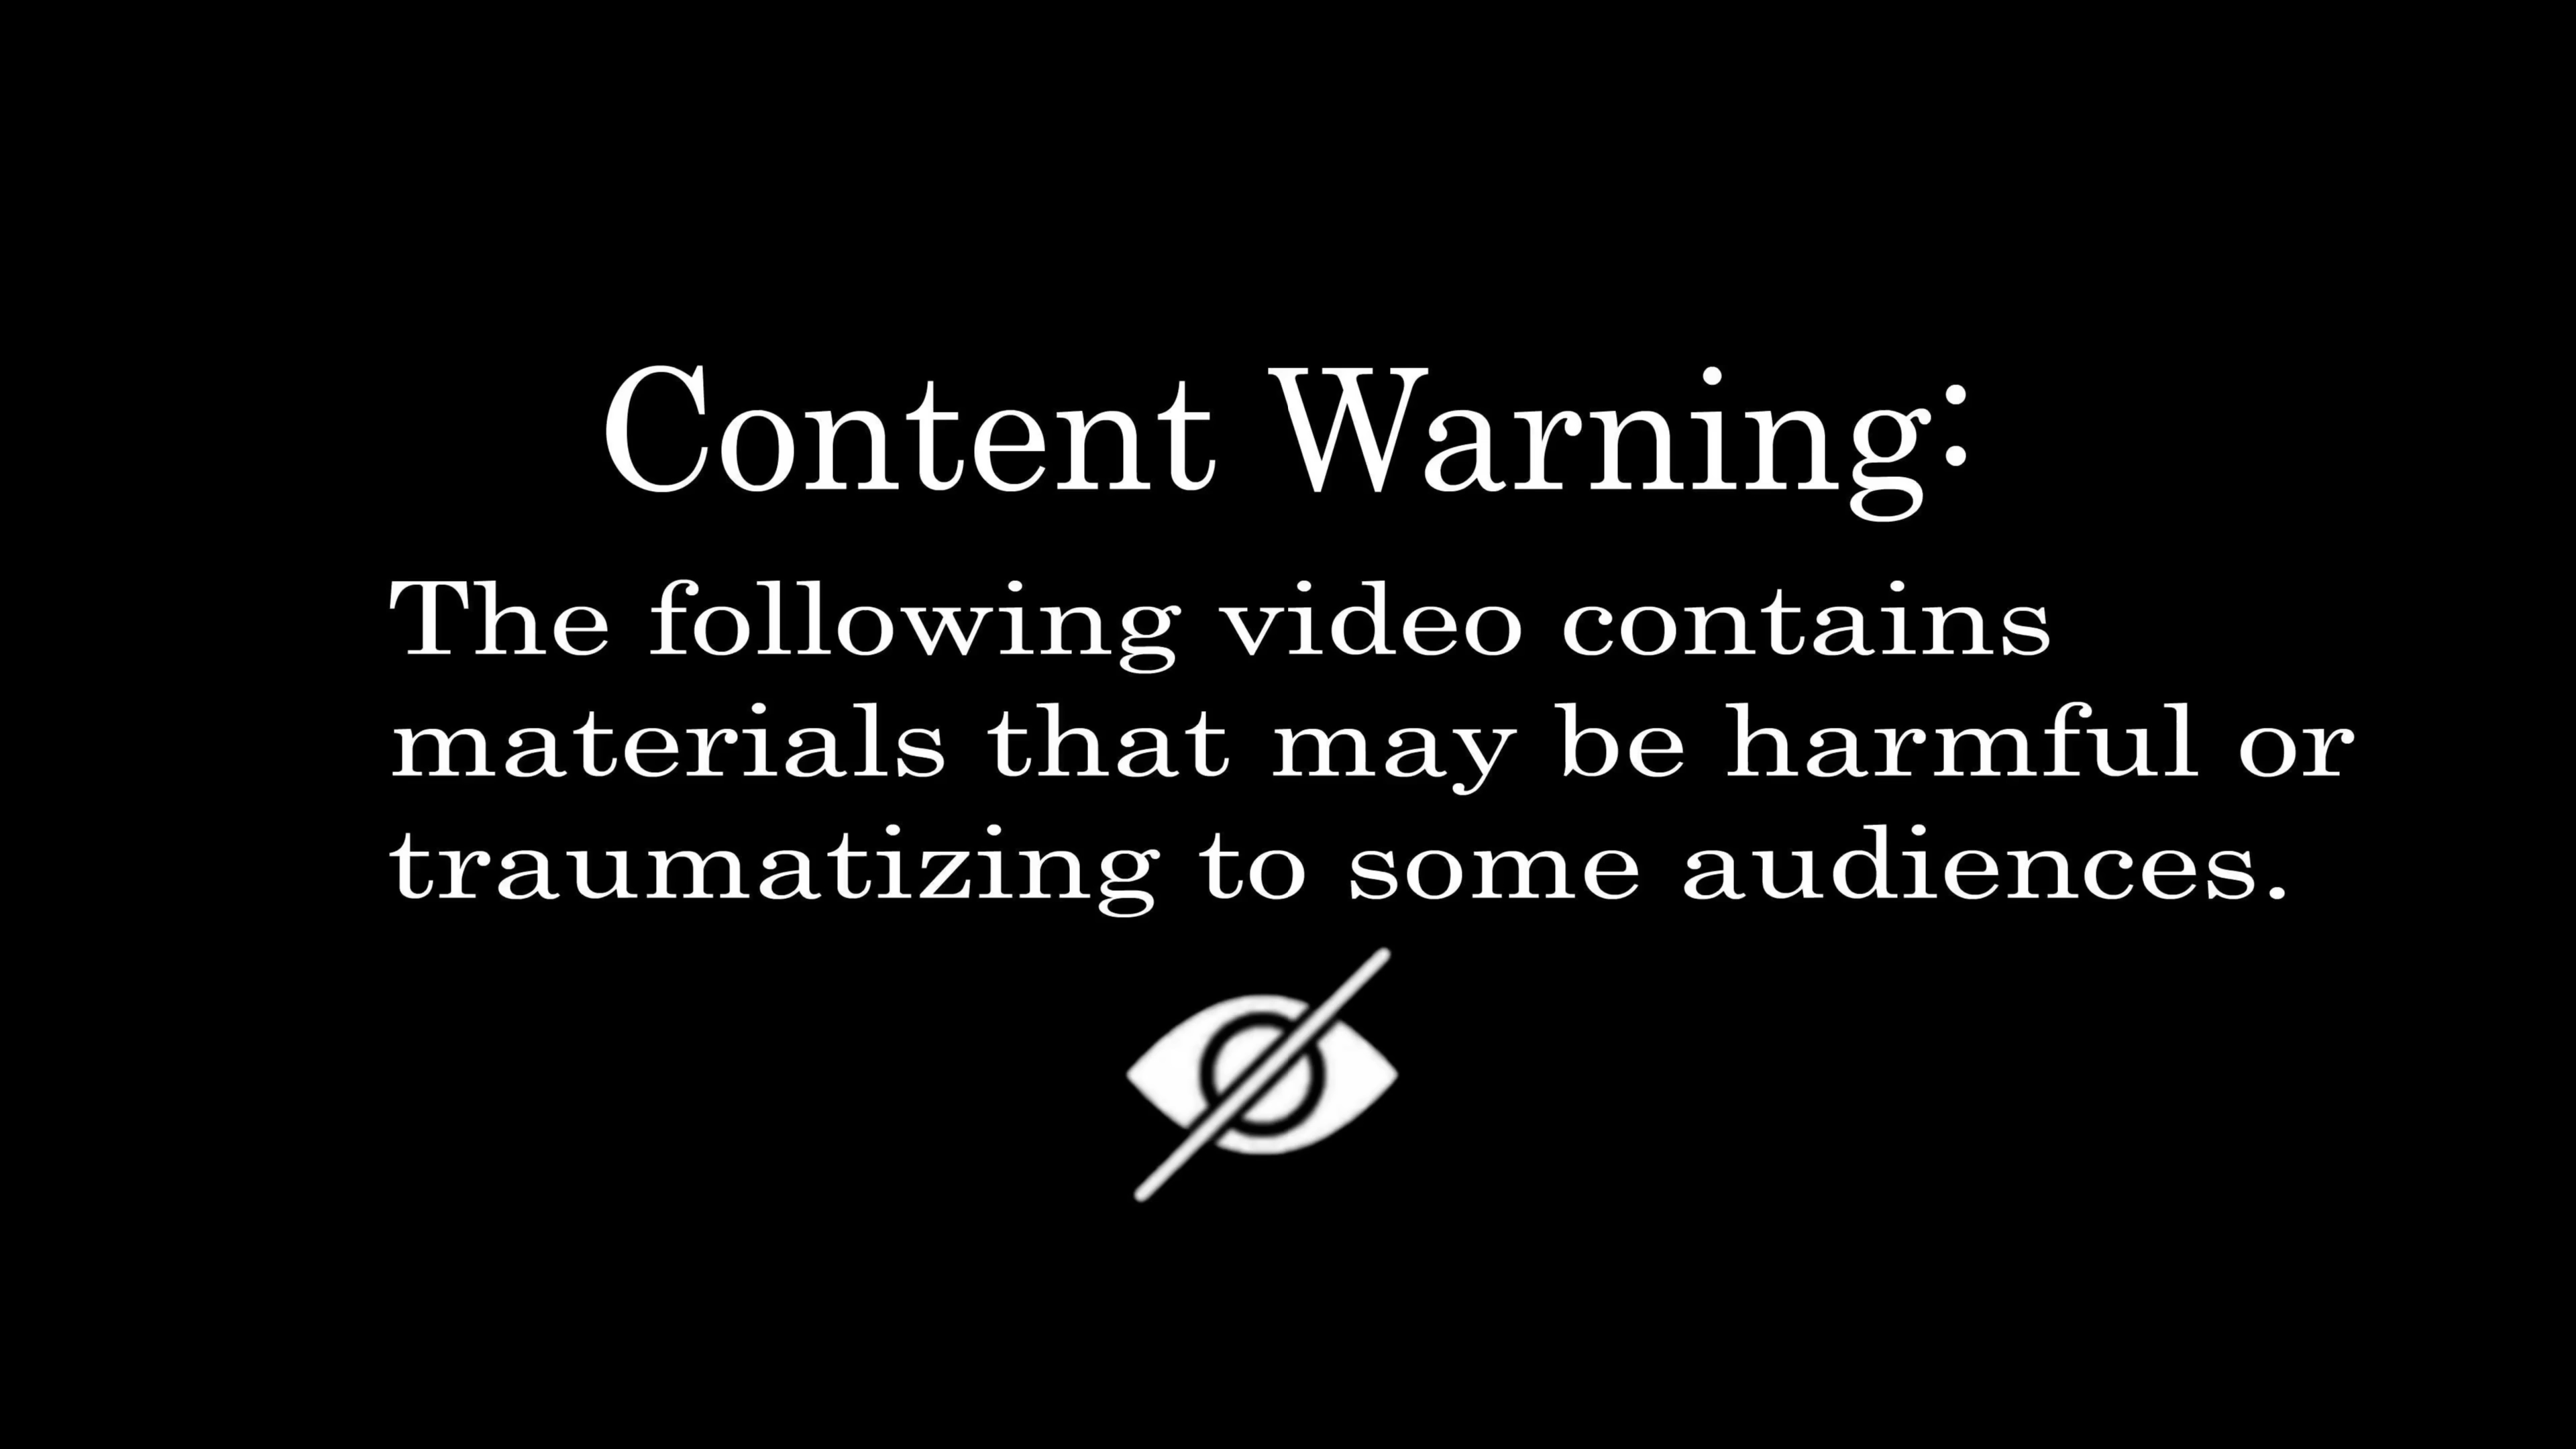 Content Warning:
The following video contains
materials that may be harmful or
traumatizing to some audiences.